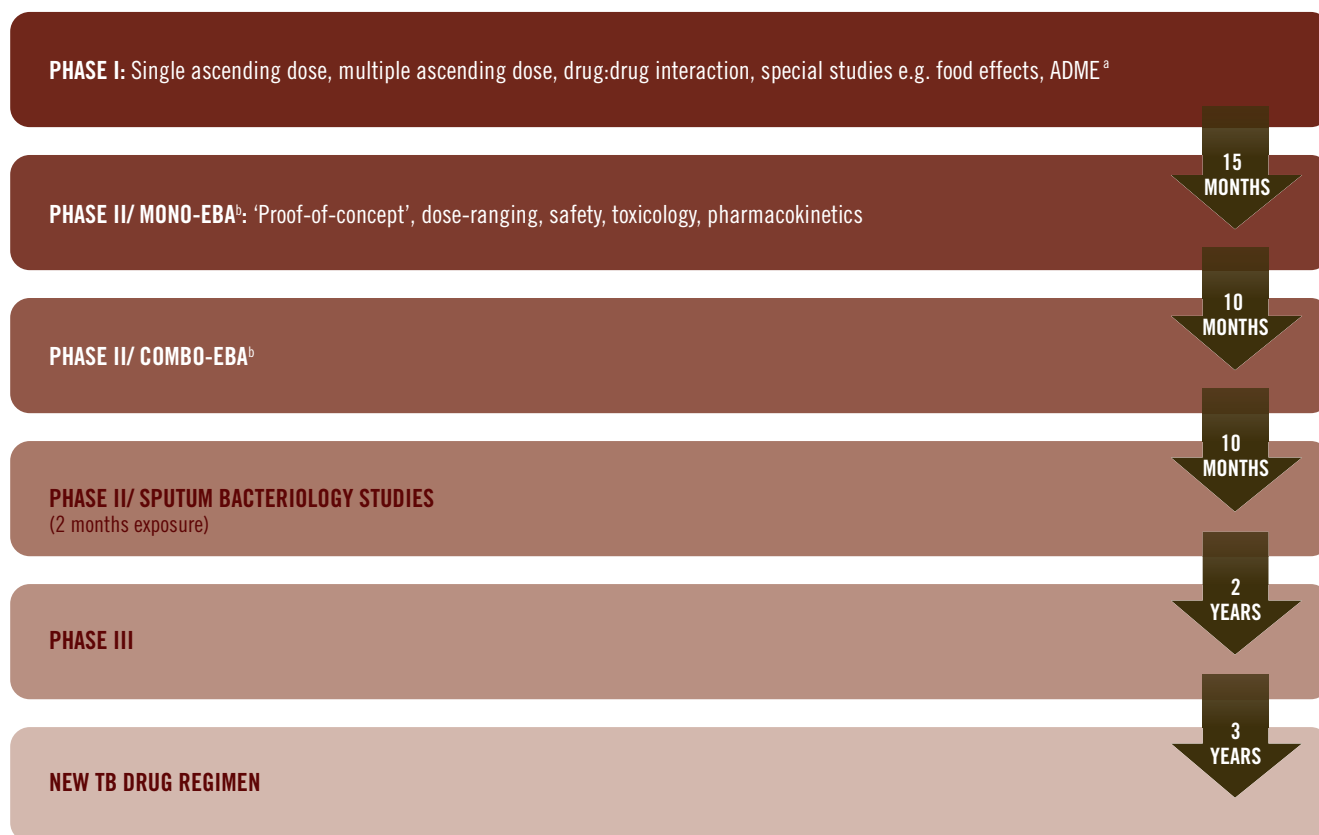 PHASE I: Single ascending dose, multiple ascending dose, drug:drug interaction, special studies e.g. food effects, ADME a
15
MONTHS
PHASE II/ MONO-EBAb: ‘Proof-of-concept’, dose-ranging, safety, toxicology, pharmacokinetics
10
MONTHS
PHASE II/ COMBO-EBAb
10
MONTHS
PHASE II/ SPUTUM BACTERIOLOGY STUDIES
(2 months exposure)
2
YEARS
PHASE III
3
YEARS
NEW TB DRUG REGIMEN